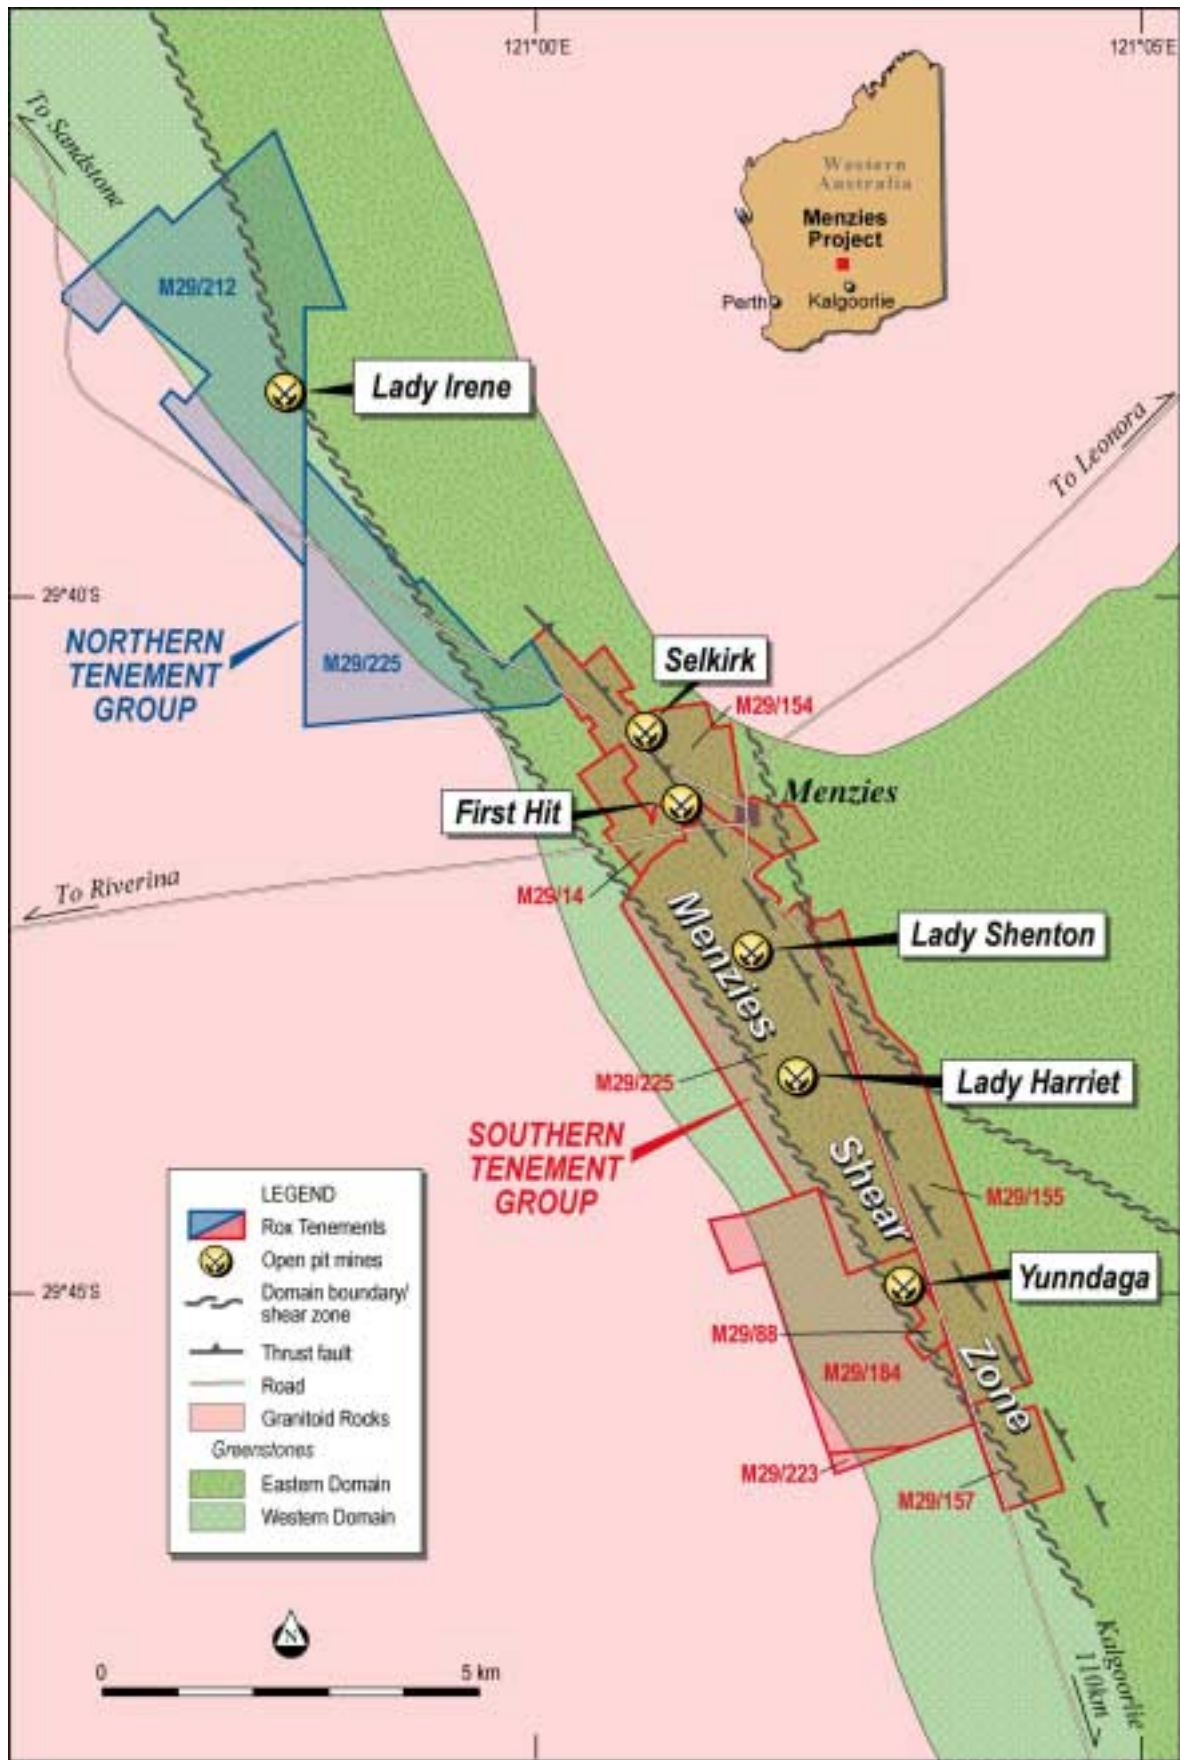 121°00'E
121°05'E
To Sandstone
Western
Australia
Menzies
Project
Perth
Kalgoorlie
M29/212
Lady Irene
To Leonora
29°40'S
NORTHERN
TENEMENT
GROUP
M29/225
Selkirk
M29/154
Menzies
First Hit
To Riverina
M29/14
Menzies
Lady Shenton
M29/225
Lady Harriet
SOUTHERN
TENEMENT
GROUP
Shear
M29/155
LEGEND
Rox Tenements
Open pit mines
Domain boundary/
shear zone
Thrust fault
Road
Granitoid Rocks
Greenstones
Eastern Domain
Western Domain
29°45'S
Yunndaga
M29/88
M29/184
Zone
M29/223
M29/157
N
0
5 km
Kalgoorlie
110km